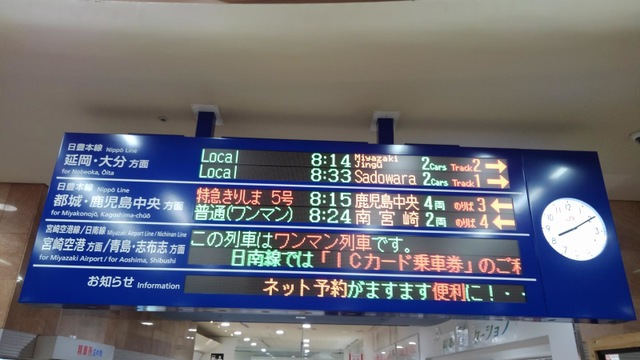 日豊本線 Nippō Line
延岡・大分 方面
for Nobeoka, Ōita
Local 8:14 Miyazaki Jingū 2Cars Track2 →
Local 8:33 Sadowara 2Cars Track1 →
日豊本線 Nippō Line
都城・鹿児島中央 方面
for Miyakonojō, Kagoshima-chūō
特急きりしま 5号 8:15 鹿児島中央 4両 のりば3 ←
普通(ワンマン) 8:24 南宮崎 2両 のりば4 ←
宮崎空港線/日南線 Miyazaki Airport Line / Nichinan Line
宮崎空港 方面/青島・志布志 方面
for Miyazaki Airport / for Aoshima, Shibushi
この列車はワンマン列車です。
日南線では「ICカード乗車券」のご利
お知らせ Information
ネット予約がますます便利に!・・